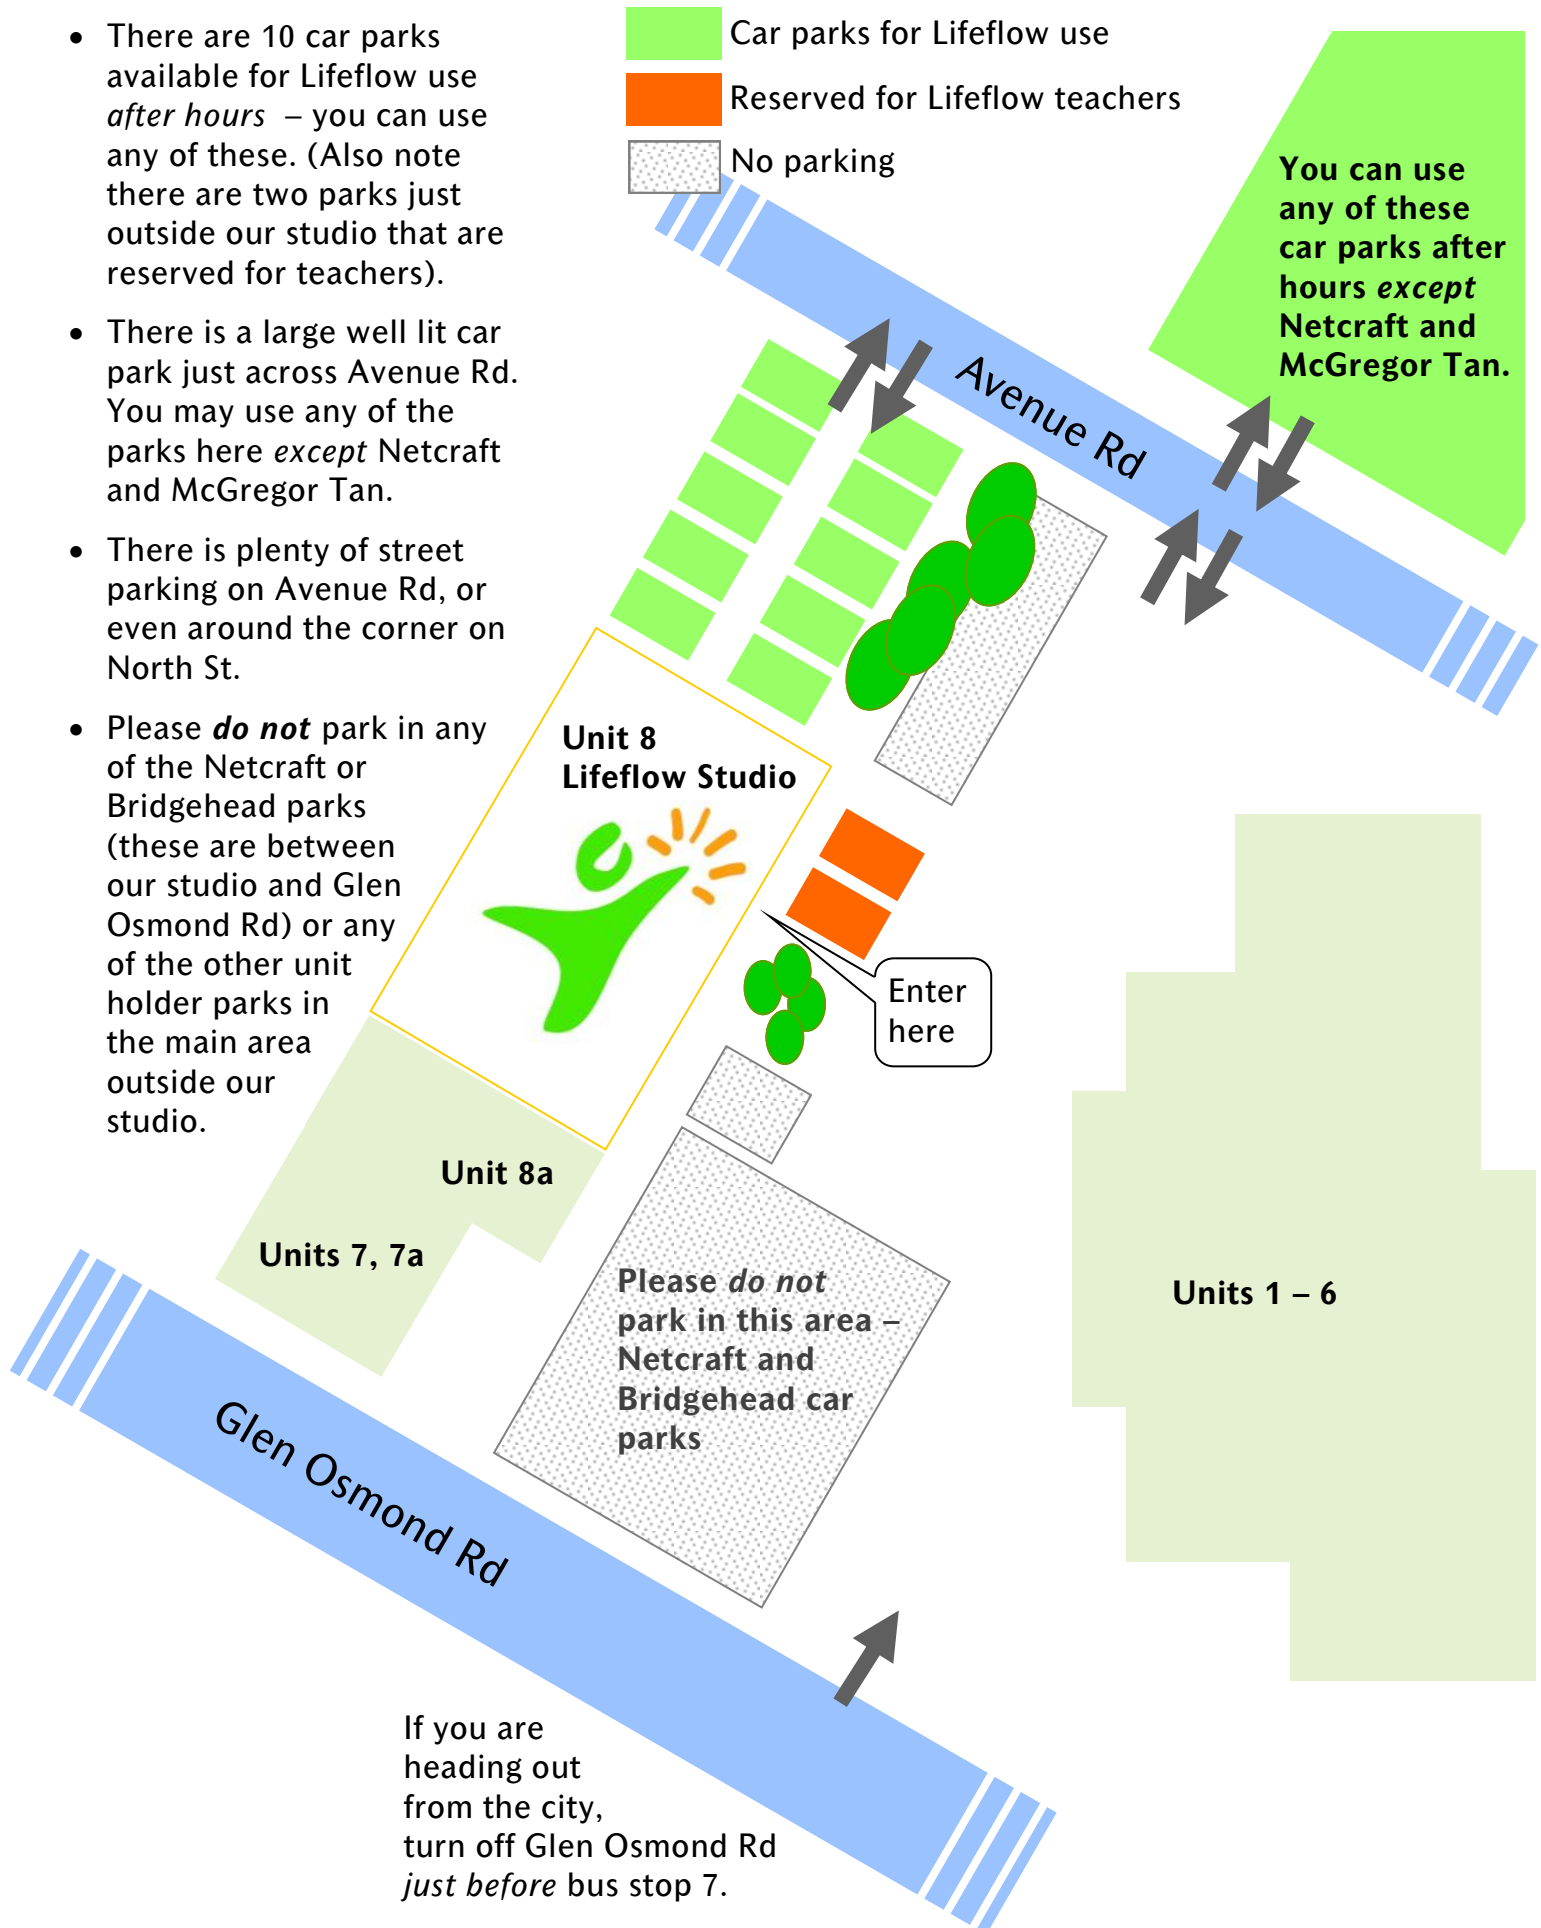 • There are 10 car parks
available for Lifeflow use
after hours – you can use
any of these. (Also note
there are two parks just
outside our studio that are
reserved for teachers).
• There is a large well lit car
park just across Avenue Rd.
You may use any of the
parks here except Netcraft
and McGregor Tan.
• There is plenty of street
parking on Avenue Rd, or
even around the corner on
North St.
• Please do not park in any
of the Netcraft or
Bridgehead parks
(these are between
our studio and Glen
Osmond Rd) or any
of the other unit
holder parks in
the main area
outside our
studio.
Car parks for Lifeflow use
Reserved for Lifeflow teachers
No parking
You can use
any of these
car parks after
hours except
Netcraft and
McGregor Tan.
Avenue Rd
Unit 8
Lifeflow Studio
Enter
here
Unit 8a
Units 7, 7a
Please do not
park in this area –
Netcraft and
Bridgehead car
parks
Units 1 – 6
Glen Osmond Rd
If you are
heading out
from the city,
turn off Glen Osmond Rd
just before bus stop 7.